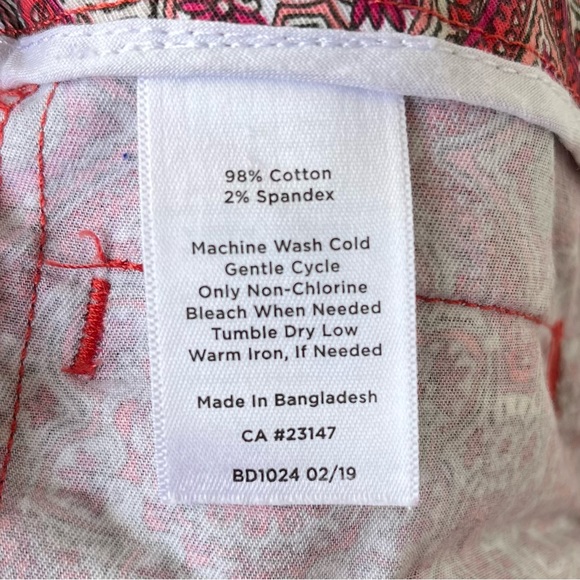 98% Cotton
2% Spandex
Machine Wash Cold
Gentle Cycle
Only Non-Chlorine
Bleach When Needed
Tumble Dry Low
Warm Iron, If Needed
Made In Bangladesh
CA #23147
BD1024 02/19